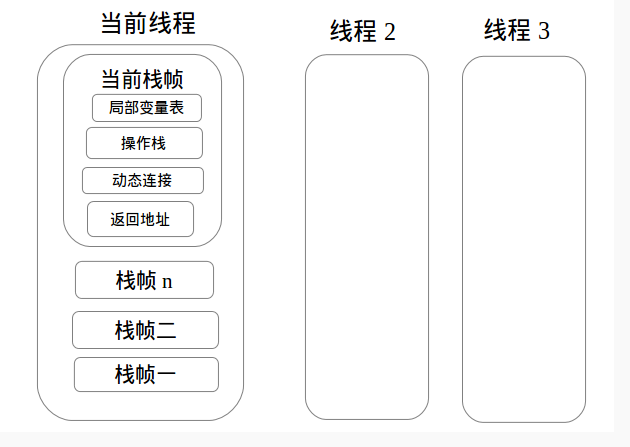 当前线程
线程 2
线程 3
当前栈帧
局部变量表
操作栈
动态连接
返回地址
栈帧 n
栈帧二
栈帧一